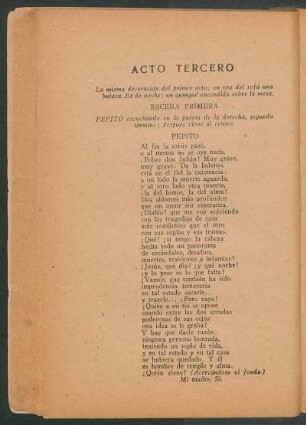 ACTO TERCERO
La misma decoración del primer acto; en vez del sofá una
butaca. Es de noche; un quinqué encendido sobre la mesa.
ESCENA PRIMERA
PEPITO escuchando en la puerta de la derecha, segundo
término; después viene al centro.
PEPITO
Al fin la crisis pasó,
o al menos no se oye nada.
¡Pobre don Julián! Muy grave,
muy grave. De la balanza
está en el fiel la existencia:
a un lado la muerte aguarda,
y al otro lado otra muerte,
¡la del honor, la del alma!
Dos abismos más profundos
que un amor sin esperanza.
¡Diablo! que me voy volviendo
con las tragedias de casa
más romántico que el otro
con sus coplas y sus tramas.
¡Qué! ¡si tengo la cabeza
hecha todo un panorama
de escándalos, desafíos,
muertes, traiciones e infamias!
¡Jesús, qué día! ¡y qué noche!
¡y lo peor es lo que falta!
¡Vamos, que también ha sido
imprudencia temeraria
en tal estado sacarle...
y traerle... ¡Pero vaya!
¿Quién a mi tío se opone
cuando entre las dos arcadas
poderosas de sus cejas
una idea se le graba?
Y hay que darle razón:
ninguna persona honrada,
teniendo un soplo de vida,
y en tal estado y en tal casa
se hubiera quedado. Y él
es hombre de temple y alma.
¿Quién viene? (Acercándose al fondo.)
Mi madre. Sí.